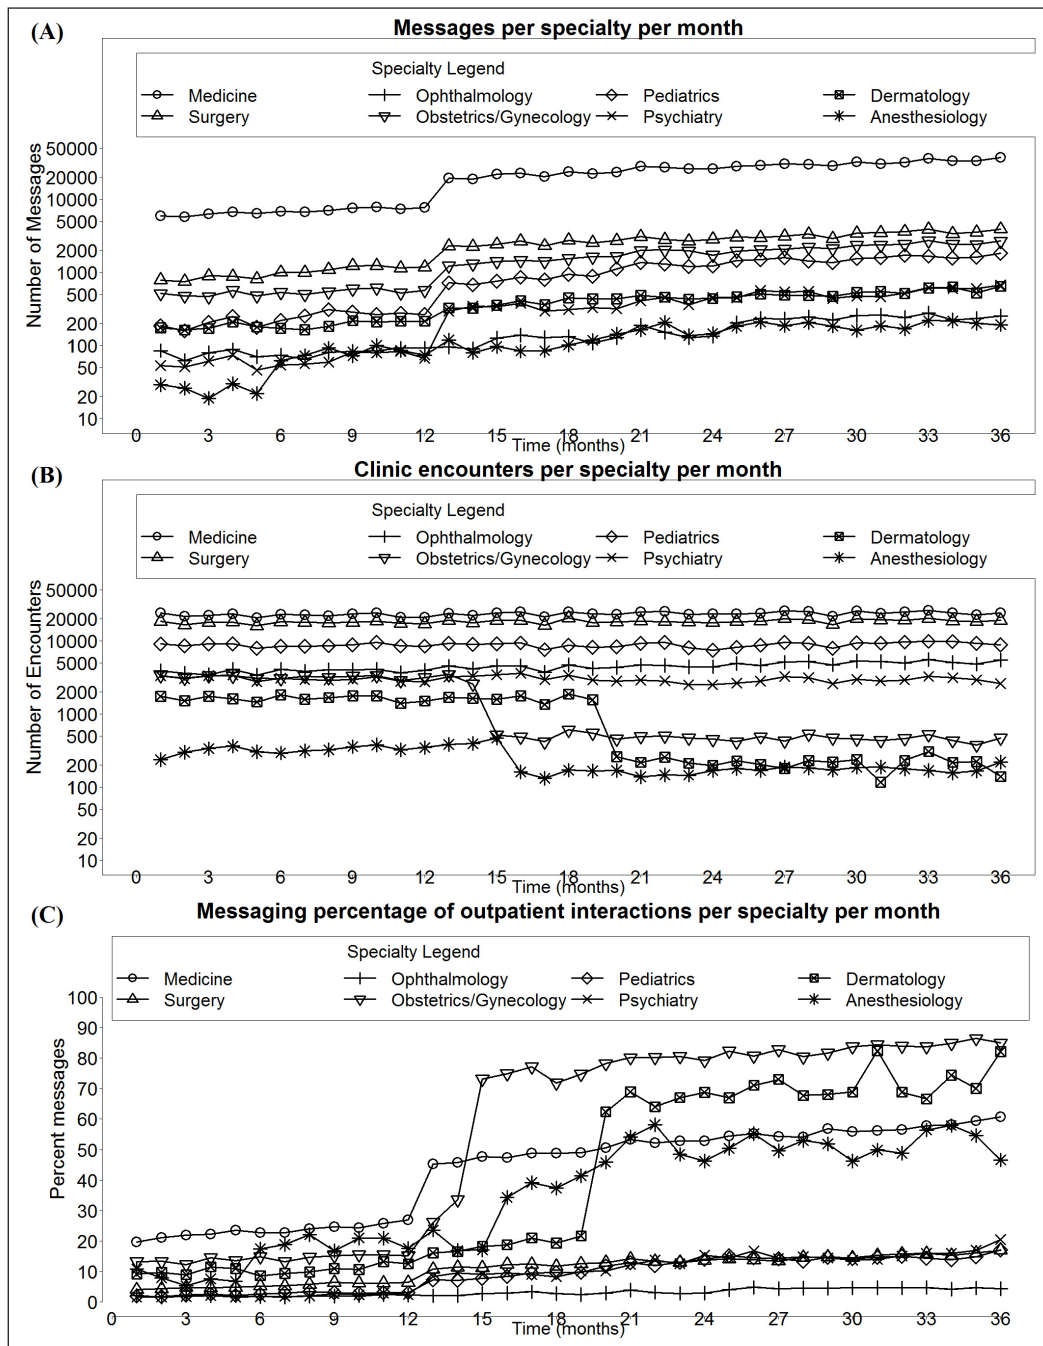 (A)
Messages per specialty per month
Specialty Legend
Medicine Ophthalmology Pediatrics Dermatology
Surgery Obstetrics/Gynecology Psychiatry Anesthesiology
Number of Messages
50000
20000
10000
5000
2000
1000
500
200
100
50
20
10
0 3 6 9 12 15 18 21 24 27 30 33 36
Time (months)
(B)
Clinic encounters per specialty per month
Specialty Legend
Medicine Ophthalmology Pediatrics Dermatology
Surgery Obstetrics/Gynecology Psychiatry Anesthesiology
Number of Encounters
50000
20000
10000
5000
2000
1000
500
200
100
50
20
10
0 3 6 9 12 15 18 21 24 27 30 33 36
Time (months)
(C)
Messaging percentage of outpatient interactions per specialty per month
Specialty Legend
Medicine Ophthalmology Pediatrics Dermatology
Surgery Obstetrics/Gynecology Psychiatry Anesthesiology
Percent messages
100
90
80
70
60
50
40
30
20
10
0
0 3 6 9 12 15 18 21 24 27 30 33 36
Time (months)